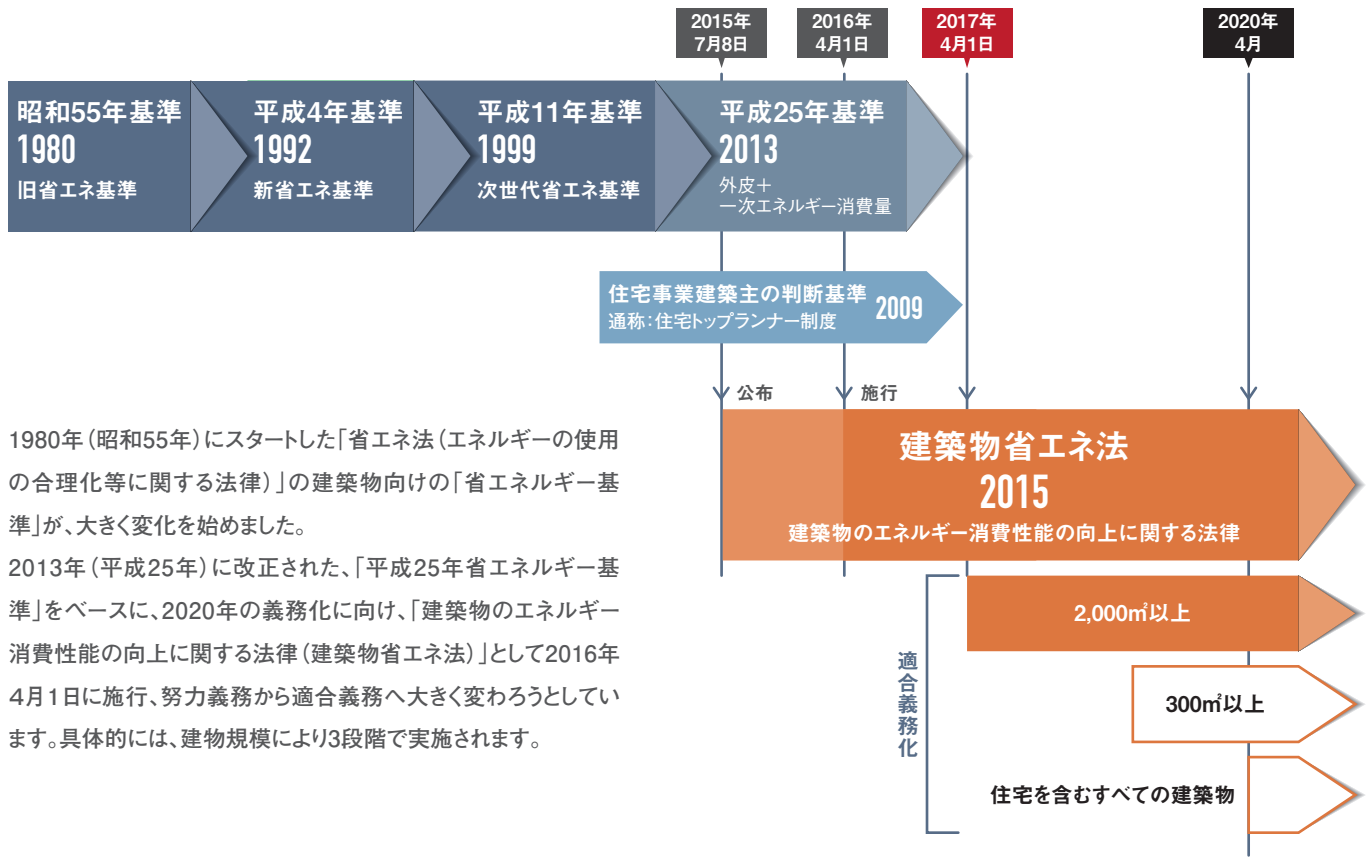 2015年
7月8日
2016年
4月1日
2017年
4月1日
2020年
4月
昭和55年基準
1980
旧省エネ基準
平成4年基準
1992
新省エネ基準
平成11年基準
1999
次世代省エネ基準
平成25年基準
2013
外皮＋
一次エネルギー消費量
住宅事業建築主の判断基準
通称：住宅トップランナー制度
2009
公布
施行
建築物省エネ法
2015
建築物のエネルギー消費性能の向上に関する法律
1980年（昭和55年）にスタートした「省エネ法（エネルギーの使用
の合理化等に関する法律）」の建築物向けの「省エネルギー基
準」が、大きく変化を始めました。
2013年（平成25年）に改正された、「平成25年省エネルギー基
準」をベースに、2020年の義務化に向け、「建築物のエネルギー
消費性能の向上に関する法律（建築物省エネ法）」として2016年
4月1日に施行、努力義務から適合義務へ大きく変わろうとしてい
ます。具体的には、建物規模により3段階で実施されます。
適合義務化
2,000㎡以上
300㎡以上
住宅を含むすべての建築物